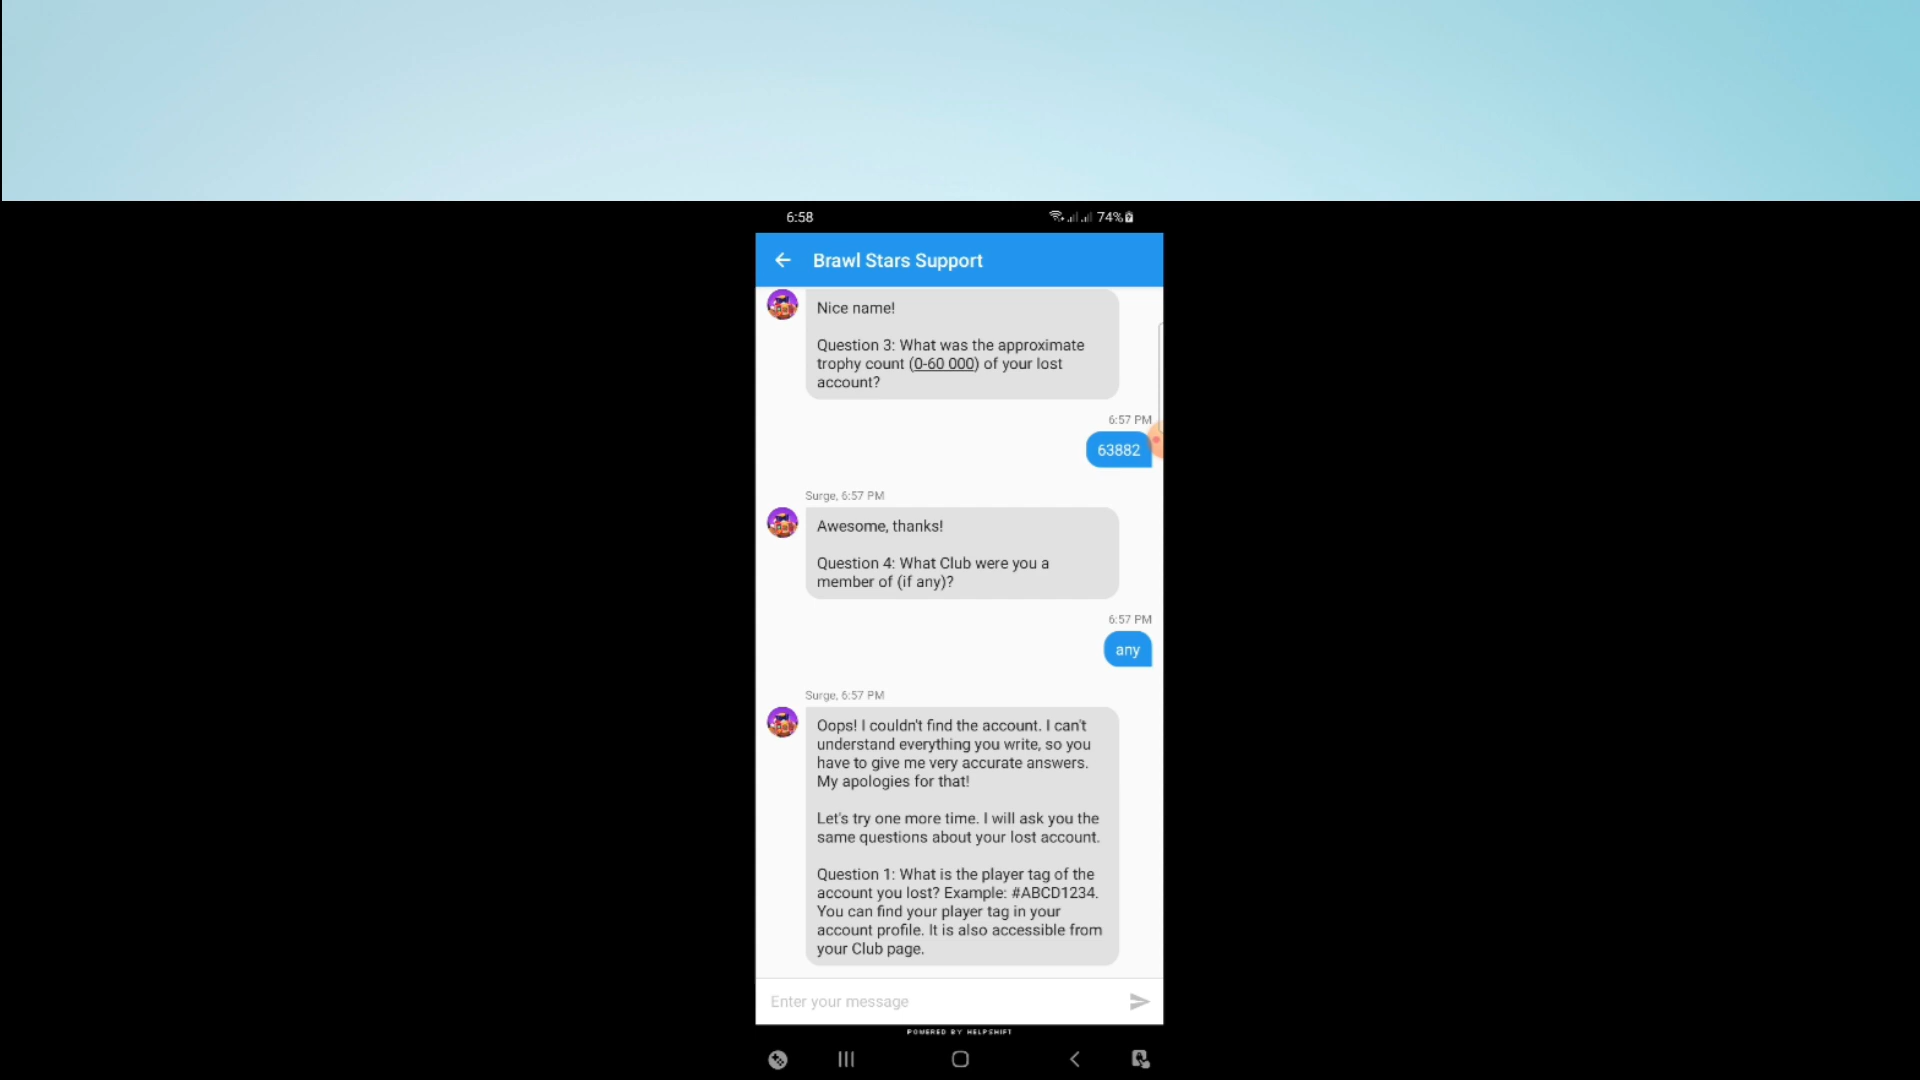 6:58
74%
Brawl Stars Support
Nice name!
Question 3: What was the approximate
trophy count (0-60 000) of your lost
account?
6:57 PM
63882
Surge, 6:57 PM
Awesome, thanks!
Question 4: What Club were you a
member of (if any)?
6:57 PM
any
Surge, 6:57 PM
Oops! I couldn't find the account. I can't
understand everything you write, so you
have to give me very accurate answers.
My apologies for that!
Let's try one more time. I will ask you the
same questions about your lost account.
Question 1: What is the player tag of the
account you lost? Example: #ABCD1234.
You can find your player tag in your
account profile. It is also accessible from
your Club page.
Enter your message
POWERED BY HELPSHIFT